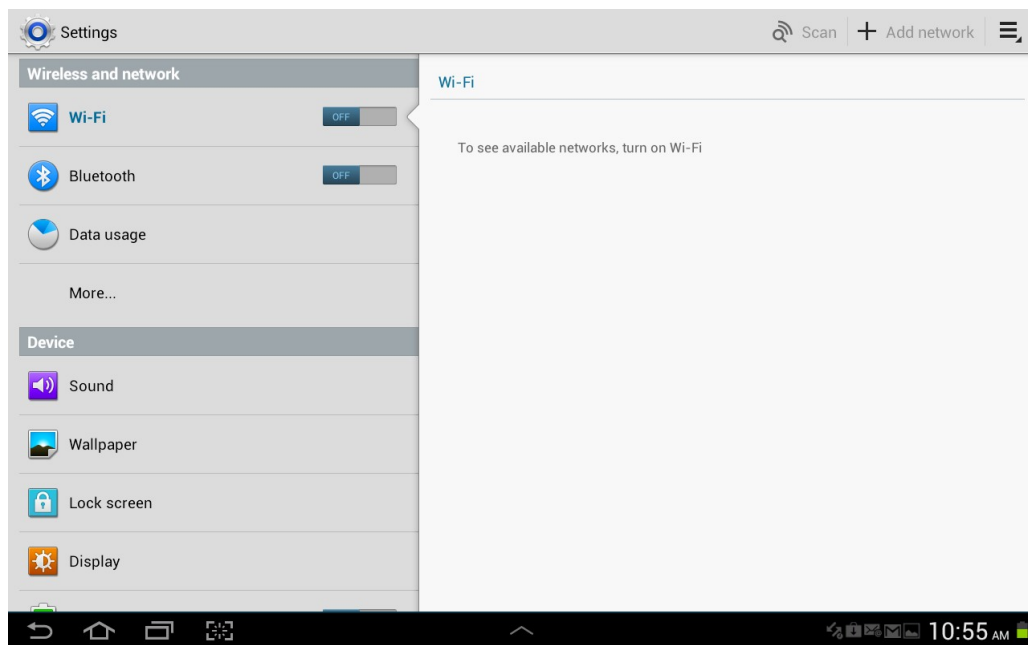 Settings
Scan
Add network
Wireless and network
Wi-Fi
OFF
Bluetooth
OFF
Data usage
More...
Device
Sound
Wallpaper
Lock screen
Display
Wi-Fi
To see available networks, turn on Wi-Fi
10:55 AM